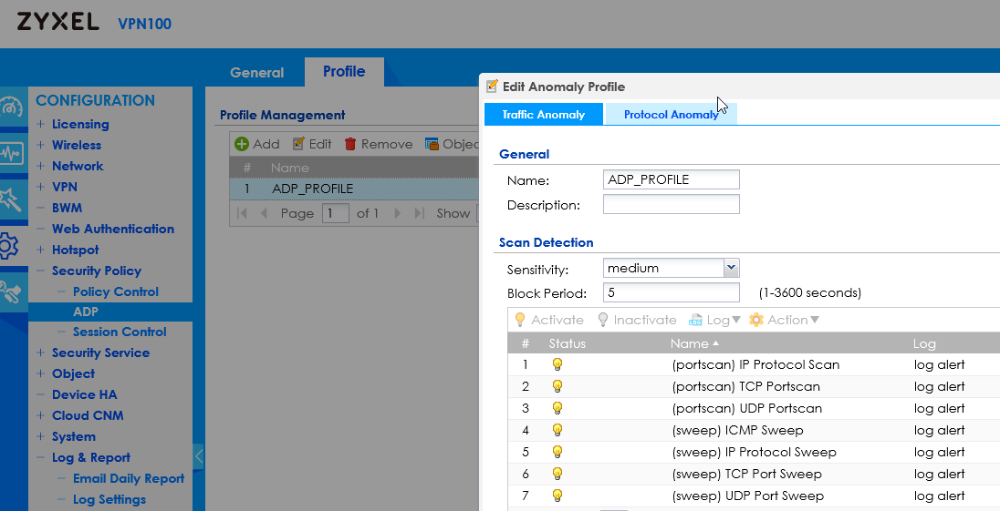 ZYXEL VPN100
General Profile
CONFIGURATION
+ Licensing
+ Wireless
+ Network
+ VPN
− BWM
− Web Authentication
+ Hotspot
− Security Policy
− Policy Control
ADP
− Session Control
+ Security Service
+ Object
− Device HA
+ Cloud CNM
+ System
− Log & Report
− Email Daily Report
− Log Settings
Profile Management
Add Edit Remove Objec
# Name
1 ADP_PROFILE
Page 1 of 1 Show
Edit Anomaly Profile
Traffic Anomaly Protocol Anomaly
General
Name: ADP_PROFILE
Description:
Scan Detection
Sensitivity: medium
Block Period: 5 (1-3600 seconds)
Activate Inactivate Log Action
# Status Name Log
1 (portscan) IP Protocol Scan log alert
2 (portscan) TCP Portscan log alert
3 (portscan) UDP Portscan log alert
4 (sweep) ICMP Sweep log alert
5 (sweep) IP Protocol Sweep log alert
6 (sweep) TCP Port Sweep log alert
7 (sweep) UDP Port Sweep log alert